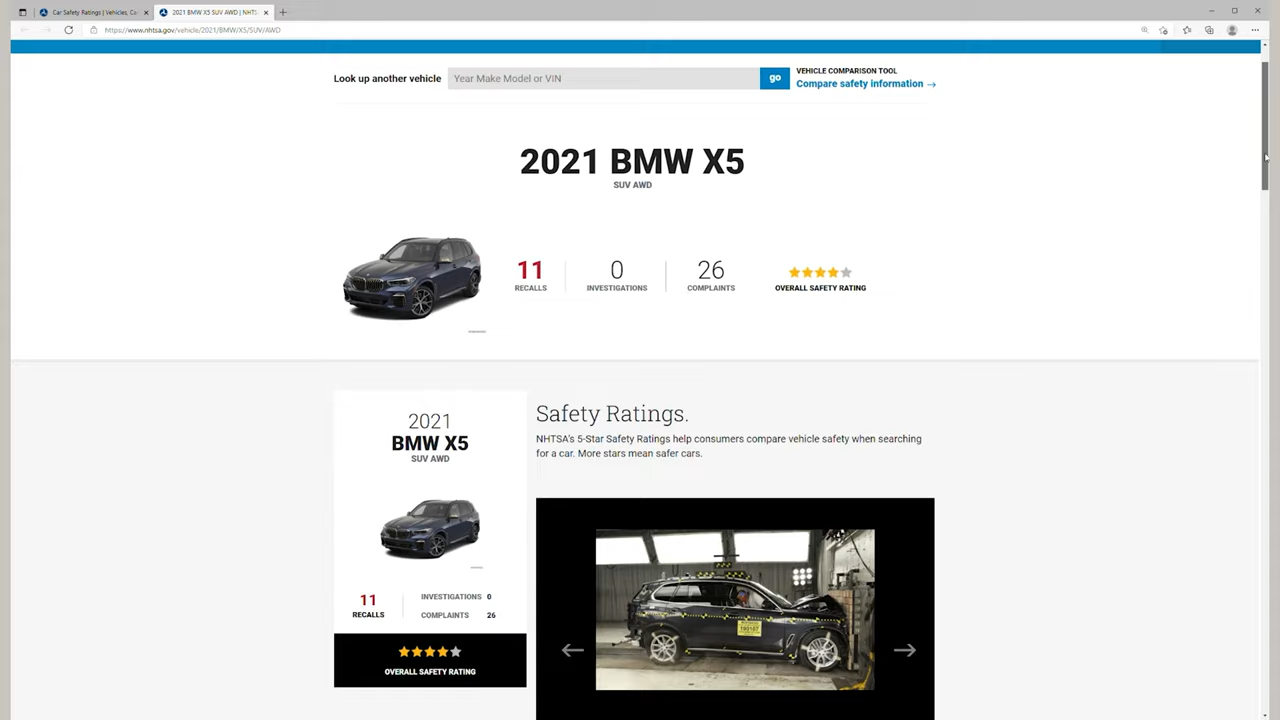 Car Safety Ratings | Vehicles, Ca
2021 BMW X5 SUV AWD | NHTS
https://www.nhtsa.gov/vehicle/2021/BMW/X5/SUV/AWD
Look up another vehicle
Year Make Model or VIN
go
VEHICLE COMPARISON TOOL
Compare safety information →
2021 BMW X5
SUV AWD
11
RECALLS
0
INVESTIGATIONS
26
COMPLAINTS
OVERALL SAFETY RATING
2021
BMW X5
SUV AWD
11
RECALLS
INVESTIGATIONS 0
COMPLAINTS 26
OVERALL SAFETY RATING
Safety Ratings.
NHTSA's 5-Star Safety Ratings help consumers compare vehicle safety when searching
for a car. More stars mean safer cars.